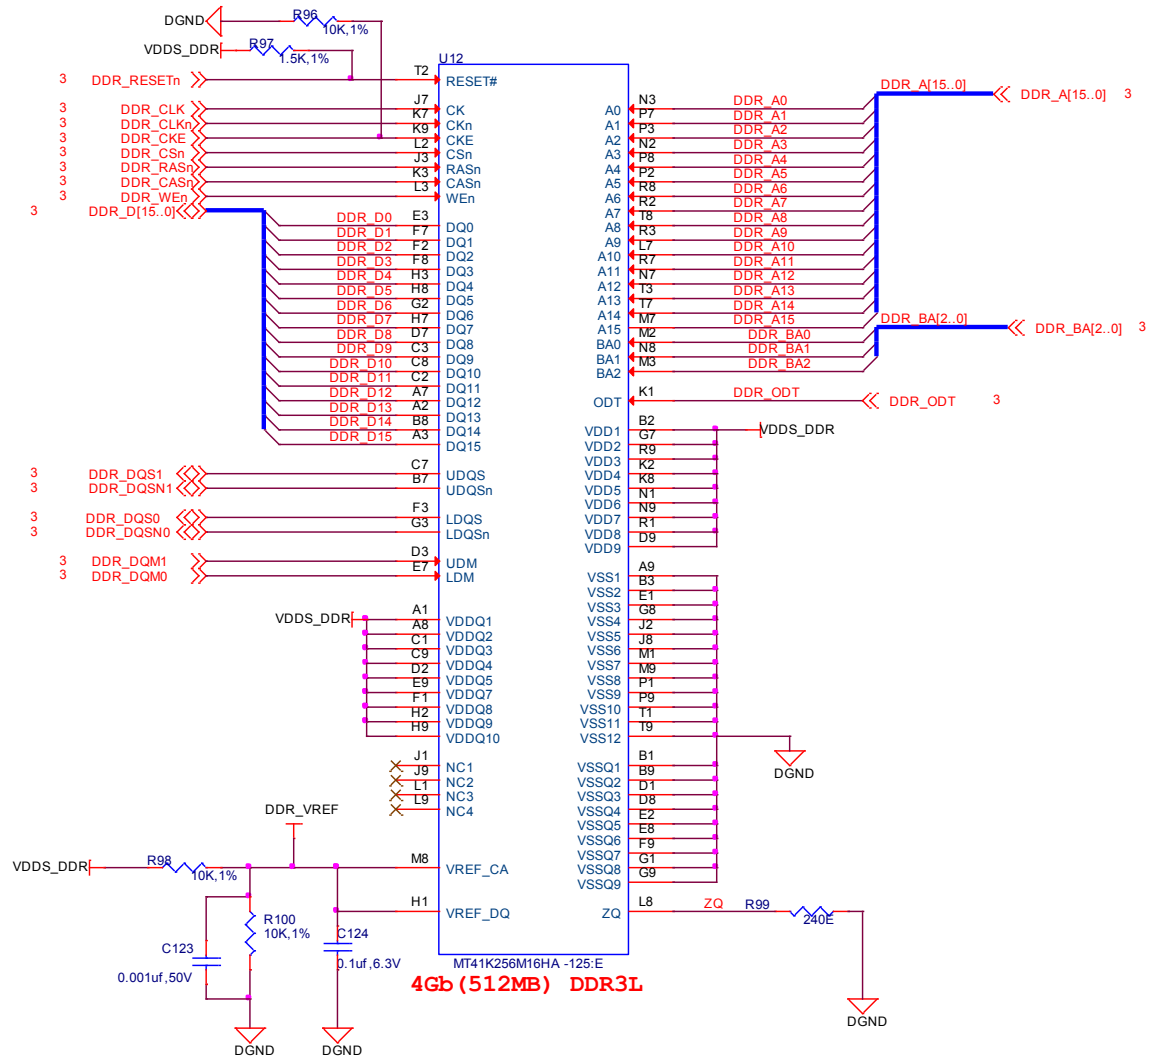 DGND
R96
10K,1%
VDDS_DDR
R97
1.5K,1%
U12
3 DDR_RESETn T2 RESET#
3 DDR_CLK J7 CK
3 DDR_CLKn K7 CKn
3 DDR_CKE K9 CKE
3 DDR_CSn L2 CSn
3 DDR_RASn J3 RASn
3 DDR_CASn K3 CASn
3 DDR_WEn L3 WEn
3 DDR_D[15..0]
DDR_D0 E3 DQ0
DDR_D1 F7 DQ1
DDR_D2 F2 DQ2
DDR_D3 F8 DQ3
DDR_D4 H3 DQ4
DDR_D5 H8 DQ5
DDR_D6 G2 DQ6
DDR_D7 H7 DQ7
DDR_D8 D7 DQ8
DDR_D9 C3 DQ9
DDR_D10 C8 DQ10
DDR_D11 C2 DQ11
DDR_D12 A7 DQ12
DDR_D13 A2 DQ13
DDR_D14 B8 DQ14
DDR_D15 A3 DQ15
3 DDR_DQS1 C7 UDQS
3 DDR_DQSN1 B7 UDQSn
3 DDR_DQS0 F3 LDQS
3 DDR_DQSN0 G3 LDQSn
3 DDR_DQM1 D3 UDM
3 DDR_DQM0 E7 LDM
VDDS_DDR A1 VDDQ1
A8 VDDQ2
C1 VDDQ3
C9 VDDQ4
D2 VDDQ5
E9 VDDQ7
F1 VDDQ8
H2 VDDQ9
H9 VDDQ10
J1 NC1
J9 NC2
L1 NC3
L9 NC4
DDR_VREF
VDDS_DDR R98 10K,1% M8 VREF_CA
H1 VREF_DQ
R100
10K,1%
C123
0.001uf,50V
C124
0.1uf,6.3V
DGND
DGND
A0 N3 DDR_A0
A1 P7 DDR_A1
A2 P3 DDR_A2
A3 N2 DDR_A3
A4 P8 DDR_A4
A5 P2 DDR_A5
A6 R8 DDR_A6
A7 R2 DDR_A7
A8 T8 DDR_A8
A9 R3 DDR_A9
A10 L7 DDR_A10
A11 R7 DDR_A11
A12 N7 DDR_A12
A13 T3 DDR_A13
A14 T7 DDR_A14
A15 M7 DDR_A15
BA0 M2 DDR_BA0
BA1 N8 DDR_BA1
BA2 M3 DDR_BA2
DDR_A[15..0] DDR_A[15..0] 3
DDR_BA[2..0] DDR_BA[2..0] 3
ODT K1 DDR_ODT DDR_ODT 3
VDD1 B2 VDDS_DDR
VDD2 G7
VDD3 R9
VDD4 K2
VDD5 K8
VDD6 N1
VDD7 N9
VDD8 R1
VDD9 D9
VSS1 A9
VSS2 B3
VSS3 E1
VSS4 G8
VSS5 J2
VSS6 J8
VSS7 M1
VSS8 M9
VSS9 P1
VSS10 P9
VSS11 T1
VSS12 T9
DGND
VSSQ1 B1
VSSQ2 B9
VSSQ3 D1
VSSQ4 D8
VSSQ5 E2
VSSQ6 E8
VSSQ7 F9
VSSQ8 G1
VSSQ9 G9
ZQ L8 ZQ R99
240E
DGND
MT41K256M16HA -125:E
4Gb(512MB) DDR3L